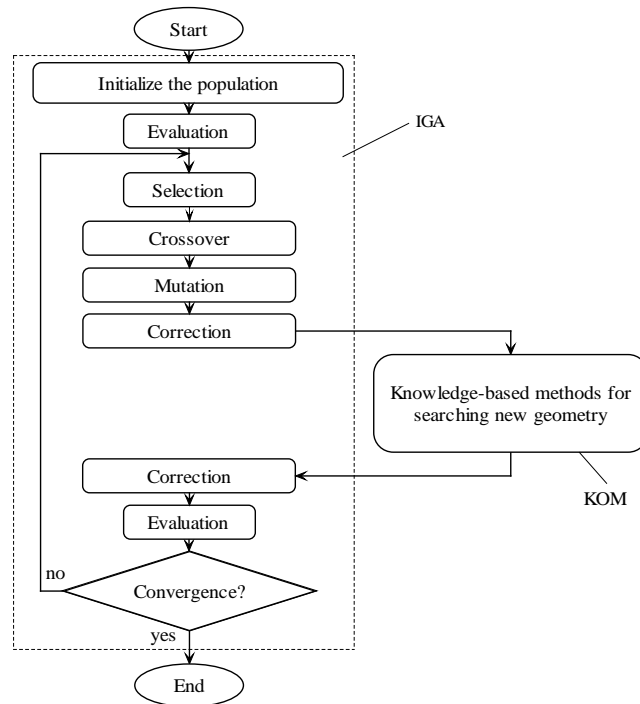 Start
Initialize the population
IGA
Evaluation
Selection
Crossover
Mutation
Correction
Knowledge-based methods for
searching new geometry
Correction
KOM
Evaluation
no
Convergence?
yes
End